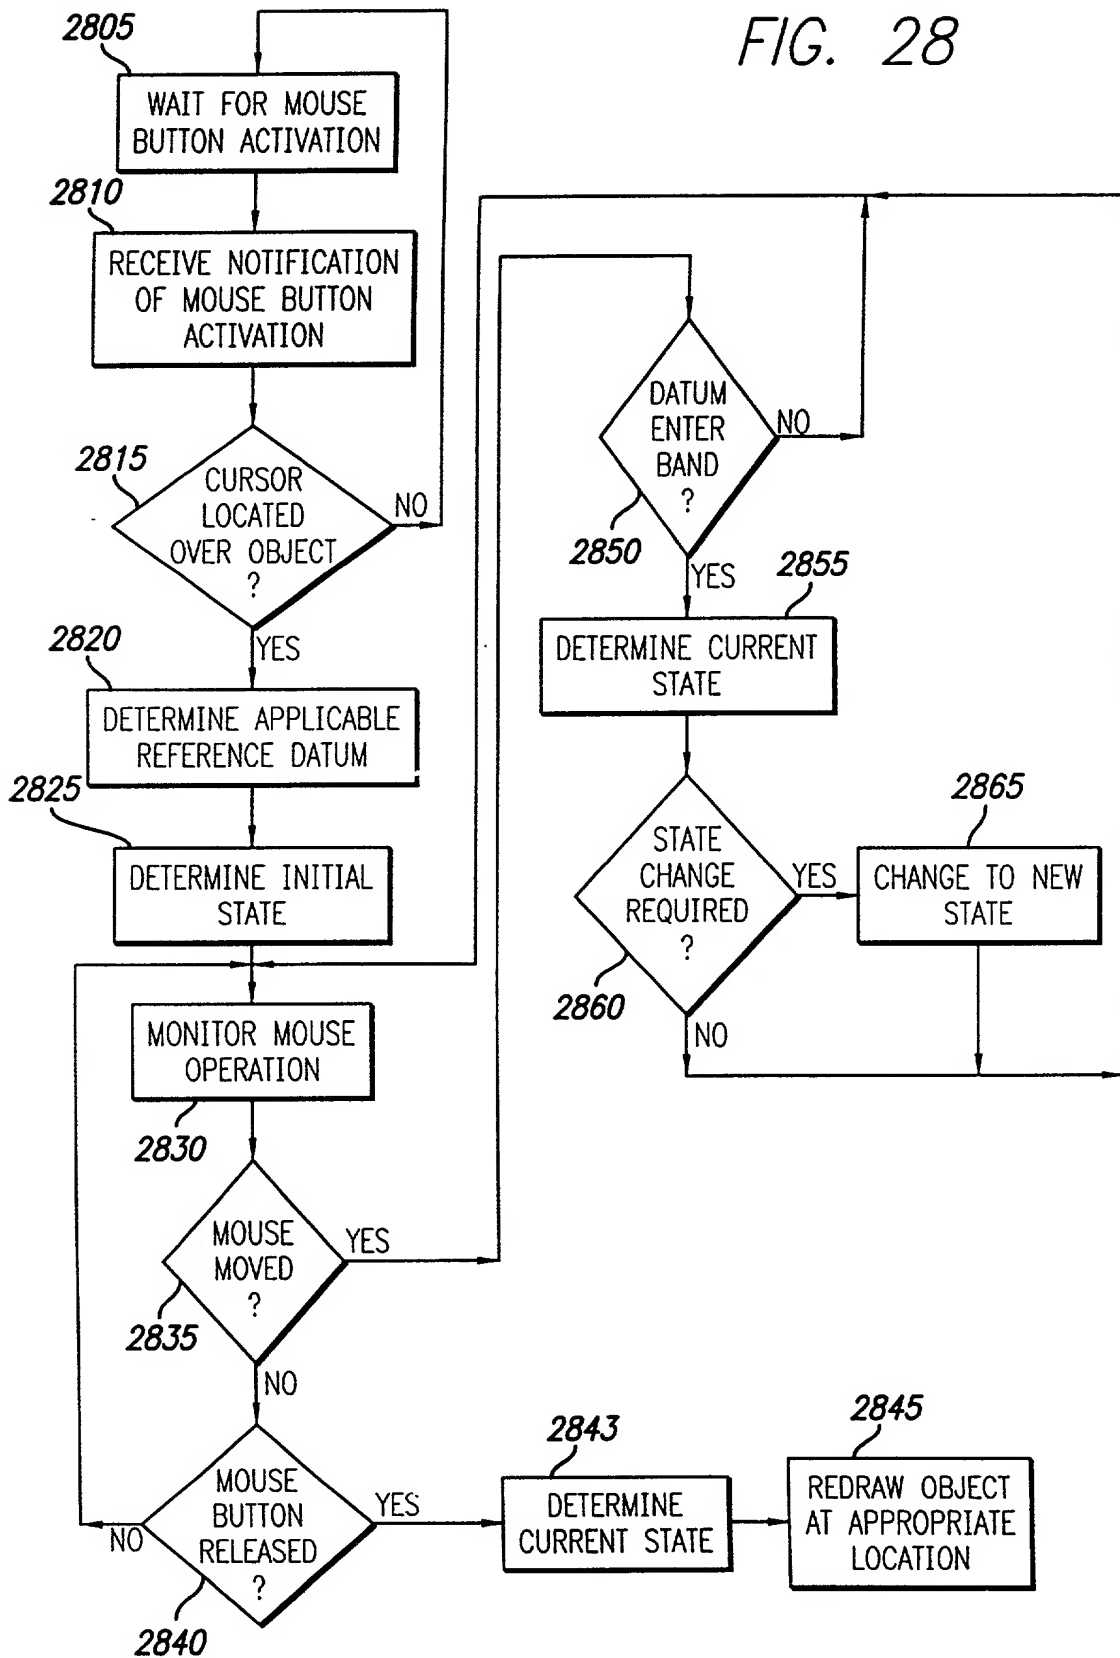 FIG. 28
2805
WAIT FOR MOUSE
BUTTON ACTIVATION
2810
RECEIVE NOTIFICATION
OF MOUSE BUTTON
ACTIVATION
2815
CURSOR
LOCATED
OVER OBJECT
?
NO
YES
2820
DETERMINE APPLICABLE
REFERENCE DATUM
2825
DETERMINE INITIAL
STATE
MONITOR MOUSE
OPERATION
2830
MOUSE
MOVED
?
YES
2835
NO
MOUSE
BUTTON
RELEASED
?
NO
YES
2840
2843
DETERMINE
CURRENT STATE
2845
REDRAW OBJECT
AT APPROPRIATE
LOCATION
DATUM
ENTER
BAND
?
NO
2850
YES
2855
DETERMINE CURRENT
STATE
STATE
CHANGE
REQUIRED
?
YES
2860
NO
2865
CHANGE TO NEW
STATE